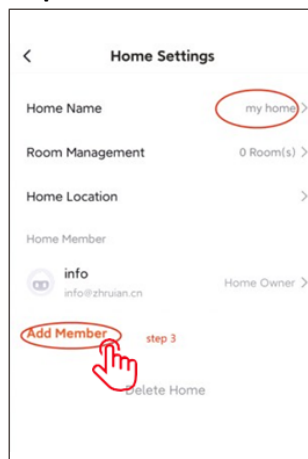 Home Settings
Home Name my home
Room Management 0 Room(s)
Home Location
Home Member
info
info@zhruian.cn
Home Owner
Add Member step 3
Delete Home